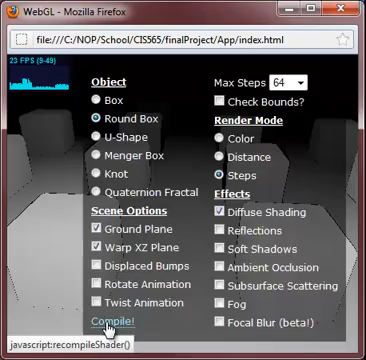 WebGL - Mozilla Firefox
file:///C:/NOP/School/CIS565/finalProject/App/index.html
23 FPS (9-49)
Object
Box
Round Box
U-Shape
Menger Box
Knot
Quaternion Fractal
Scene Options
Ground Plane
Warp XZ Plane
Displaced Bumps
Rotate Animation
Twist Animation
Compile!
Max Steps 64
Check Bounds?
Render Mode
Color
Distance
Steps
Effects
Diffuse Shading
Reflections
Soft Shadows
Ambient Occlusion
Subsurface Scattering
Fog
Focal Blur (beta!)
javascript:recompileShader()